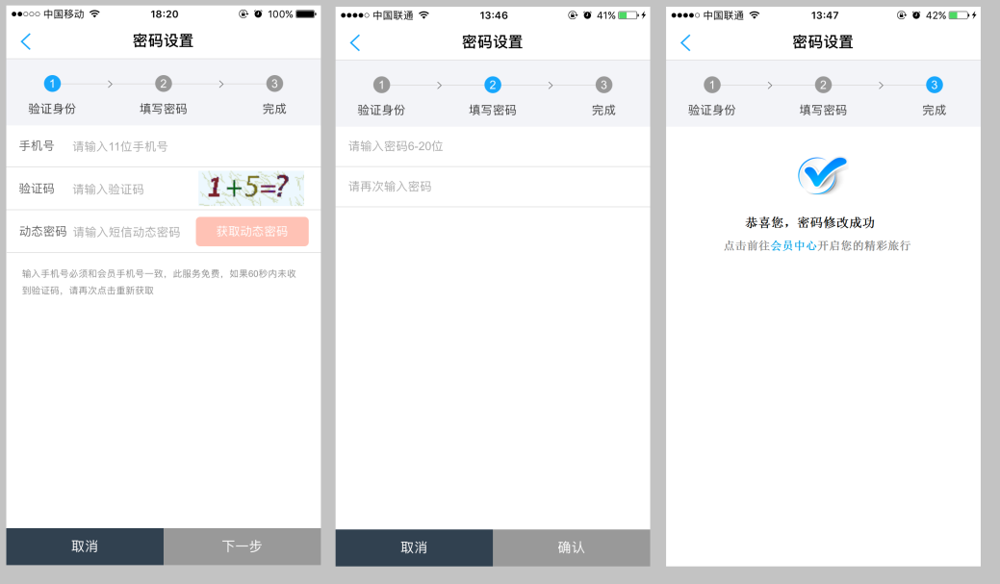 中国移动 18:20 100%
密码设置
1 2 3
验证身份 填写密码 完成
手机号 请输入11位手机号
验证码 请输入验证码 1+5=?
动态密码 请输入短信动态密码 获取动态密码
输入手机号必须和会员手机号一致，此服务免费，如果60秒内未收
到验证码，请再次点击重新获取
取消 下一步
中国联通 13:46 41%
密码设置
1 2 3
验证身份 填写密码 完成
请输入密码6-20位
请再次输入密码
取消 确认
中国联通 13:47 42%
密码设置
1 2 3
验证身份 填写密码 完成
恭喜您，密码修改成功
点击前往会员中心开启您的精彩旅行